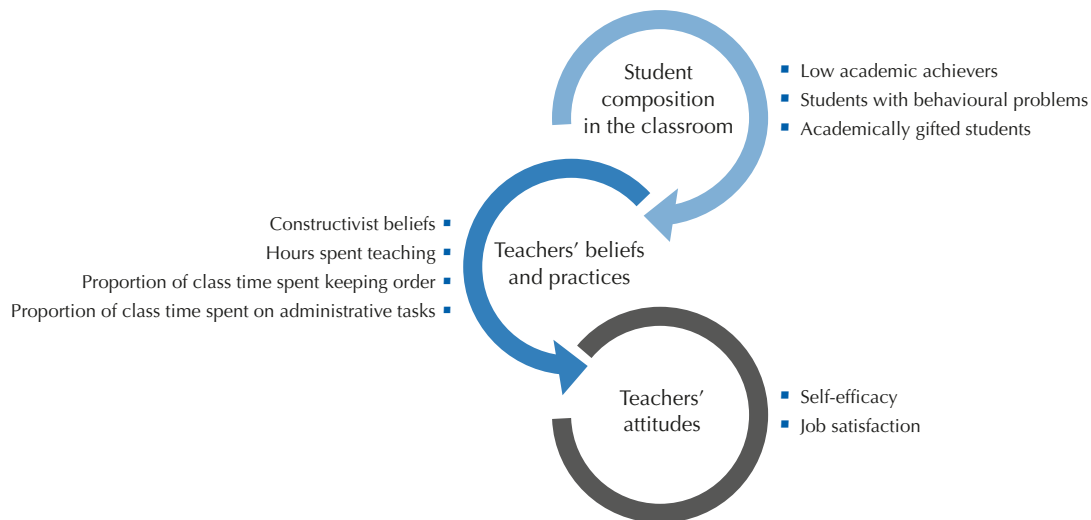 Student
composition
in the classroom
▪ Low academic achievers
▪ Students with behavioural problems
▪ Academically gifted students
Constructivist beliefs ▪
Hours spent teaching ▪
Proportion of class time spent keeping order ▪
Proportion of class time spent on administrative tasks ▪
Teachers’ beliefs
and practices
Teachers’
attitudes
▪ Self-efficacy
▪ Job satisfaction